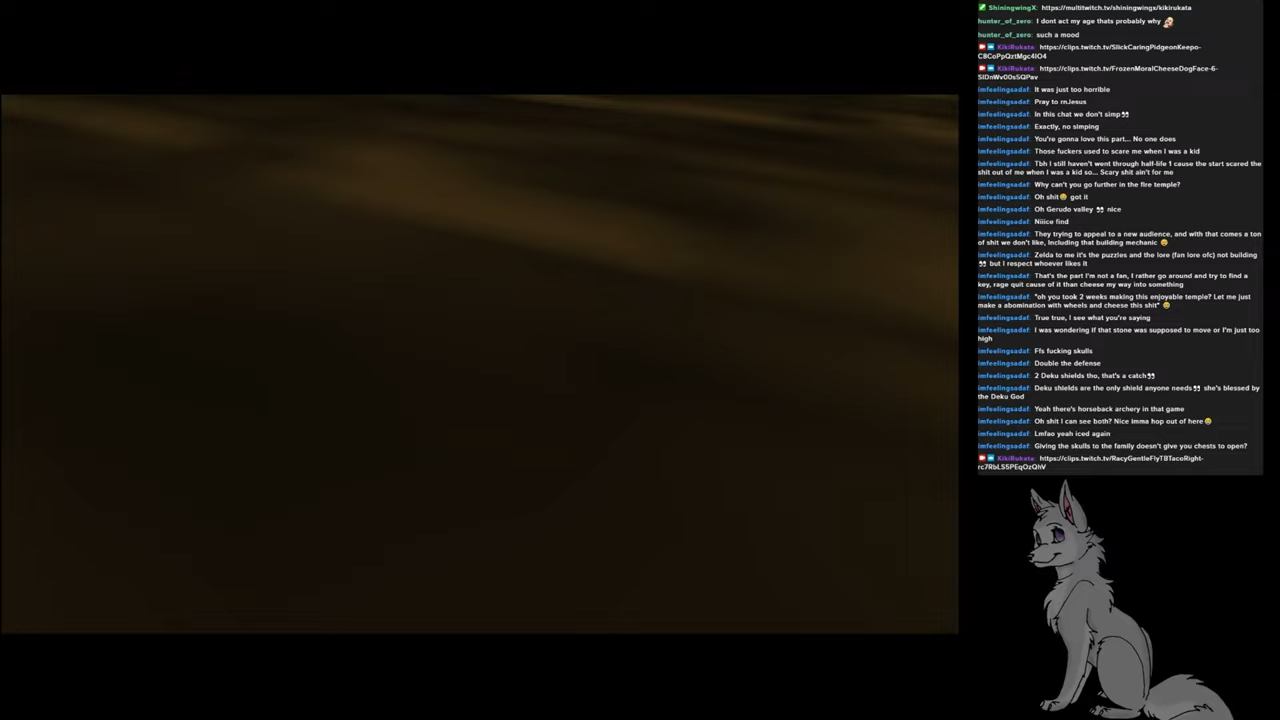 ShiningwingX: https://multitwitch.tv/shiningwingx/kikirukata
hunter_of_zero: I dont act my age thats probably why
hunter_of_zero: such a mood
KikiRukata: https://clips.twitch.tv/SlickCaringPidgeonKeepo-
C8CoPpQztMgc4IO4
KikiRukata: https://clips.twitch.tv/FrozenMoralCheeseDogFace-6-
SIDnWv00s5QPav
imfeelingsadaf: It was just too horrible
imfeelingsadaf: Pray to rnJesus
imfeelingsadaf: In this chat we don't simp👀
imfeelingsadaf: Exactly, no simping
imfeelingsadaf: You're gonna love this part... No one does
imfeelingsadaf: Those fuckers used to scare me when I was a kid
imfeelingsadaf: Tbh I still haven't went through half-life 1 cause the start scared the
shit out of me when I was a kid so... Scary shit ain't for me
imfeelingsadaf: Why can't you go further in the fire temple?
imfeelingsadaf: Oh shit😅 got it
imfeelingsadaf: Oh Gerudo valley 👀 nice
imfeelingsadaf: Niiice find
imfeelingsadaf: They trying to appeal to a new audience, and with that comes a ton
of shit we don't like, Including that building mechanic 😅
imfeelingsadaf: Zelda to me it's the puzzles and the lore (fan lore ofc) not building
👀 but I respect whoever likes it
imfeelingsadaf: That's the part I'm not a fan, I rather go around and try to find a
key, rage quit cause of it than cheese my way into something
imfeelingsadaf: "oh you took 2 weeks making this enjoyable temple? Let me just
make a abomination with wheels and cheese this shit" 😅
imfeelingsadaf: True true, I see what you're saying
imfeelingsadaf: I was wondering if that stone was supposed to move or I'm just too
high
imfeelingsadaf: Ffs fucking skulls
imfeelingsadaf: Double the defense
imfeelingsadaf: 2 Deku shields tho, that's a catch👀
imfeelingsadaf: Deku shields are the only shield anyone needs👀 she's blessed by
the Deku God
imfeelingsadaf: Yeah there's horseback archery in that game
imfeelingsadaf: Oh shit I can see both? Nice imma hop out of here😅
imfeelingsadaf: Lmfao yeah iced again
imfeelingsadaf: Giving the skulls to the family doesn't give you chests to open?
KikiRukata: https://clips.twitch.tv/RacyGentleFlyTBTacoRight-
rc7RbLS5PEqOzQhV